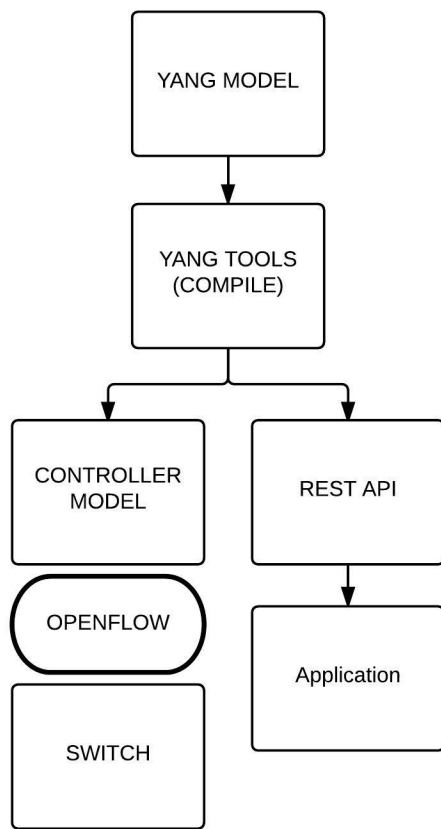 YANG MODEL
YANG TOOLS
(COMPILE)
CONTROLLER
MODEL
REST API
OPENFLOW
Application
SWITCH